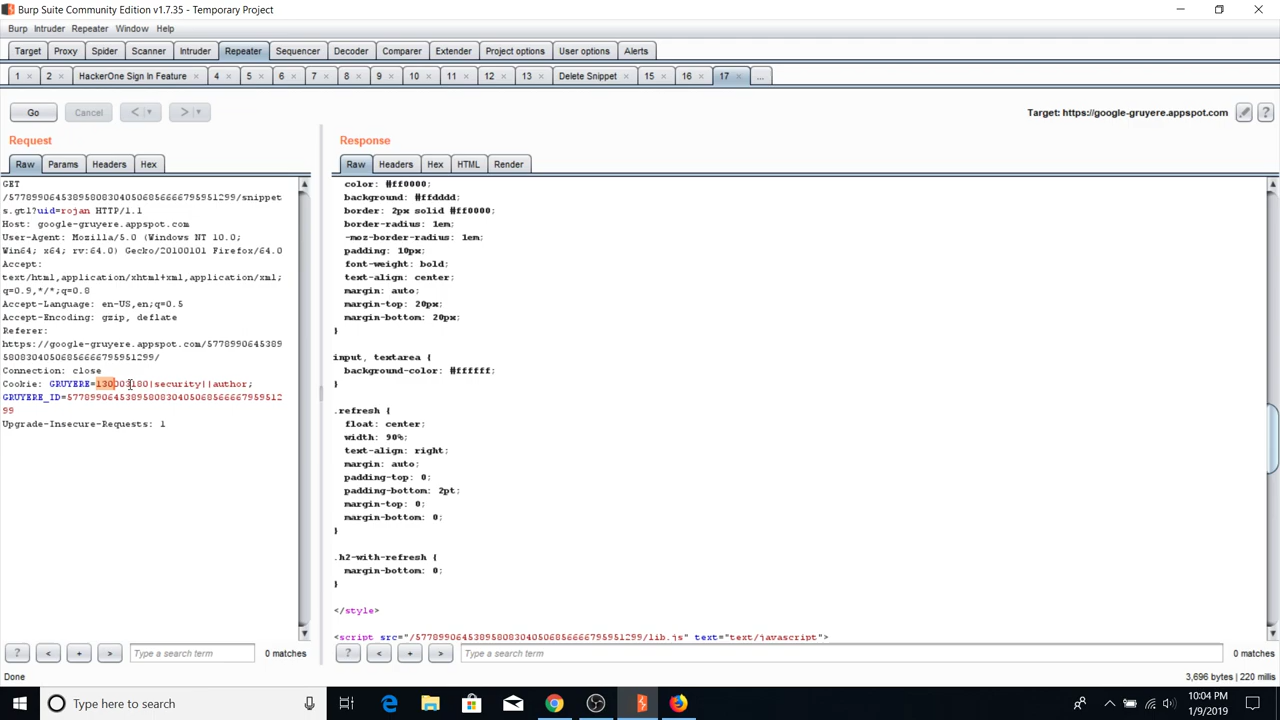 Burp Suite Community Edition v1.7.35 - Temporary Project
Burp Intruder Repeater Window Help
Target Proxy Spider Scanner Intruder Repeater Sequencer Decoder Comparer Extender Project options User options Alerts
1 × 2 × HackerOne Sign In Feature × 4 × 5 × 6 × 7 × 8 × 9 × 10 × 11 × 12 × 13 × Delete Snippet × 15 × 16 × 17 × ...
Go Cancel < > Target: https://google-gruyere.appspot.com ?
Request
Raw Params Headers Hex
GET
/577899064538958083040506856666795951299/snippet
s.gtl?uid=rojan HTTP/1.1
Host: google-gruyere.appspot.com
User-Agent: Mozilla/5.0 (Windows NT 10.0;
Win64; x64; rv:64.0) Gecko/20100101 Firefox/64.0
Accept:
text/html,application/xhtml+xml,application/xml;
q=0.9,*/*;q=0.8
Accept-Language: en-US,en;q=0.5
Accept-Encoding: gzip, deflate
Referer:
https://google-gruyere.appspot.com/5778990645389
58083040506856666795951299/
Connection: close
Cookie: GRUYERE=130003180|security||author;
GRUYERE_ID=5778990645389580830405068566667959512
99
Upgrade-Insecure-Requests: 1
? < + > Type a search term 0 matches
Response
Raw Headers Hex HTML Render
color: #ff0000;
background: #ffdddd;
border: 2px solid #ff0000;
border-radius: 1em;
-moz-border-radius: 1em;
padding: 10px;
font-weight: bold;
text-align: center;
margin: auto;
margin-top: 20px;
margin-bottom: 20px;
}
input, textarea {
background-color: #ffffff;
}
.refresh {
float: center;
width: 90%;
text-align: right;
margin: auto;
padding-top: 0;
padding-bottom: 2pt;
margin-top: 0;
margin-bottom: 0;
}
.h2-with-refresh {
margin-bottom: 0;
}
</style>
<script src="/577899064538958083040506856666795951299/lib.js" text="text/javascript">
? < + > Type a search term 0 matches
Done 3,696 bytes | 220 millis
Type here to search
10:04 PM
1/9/2019